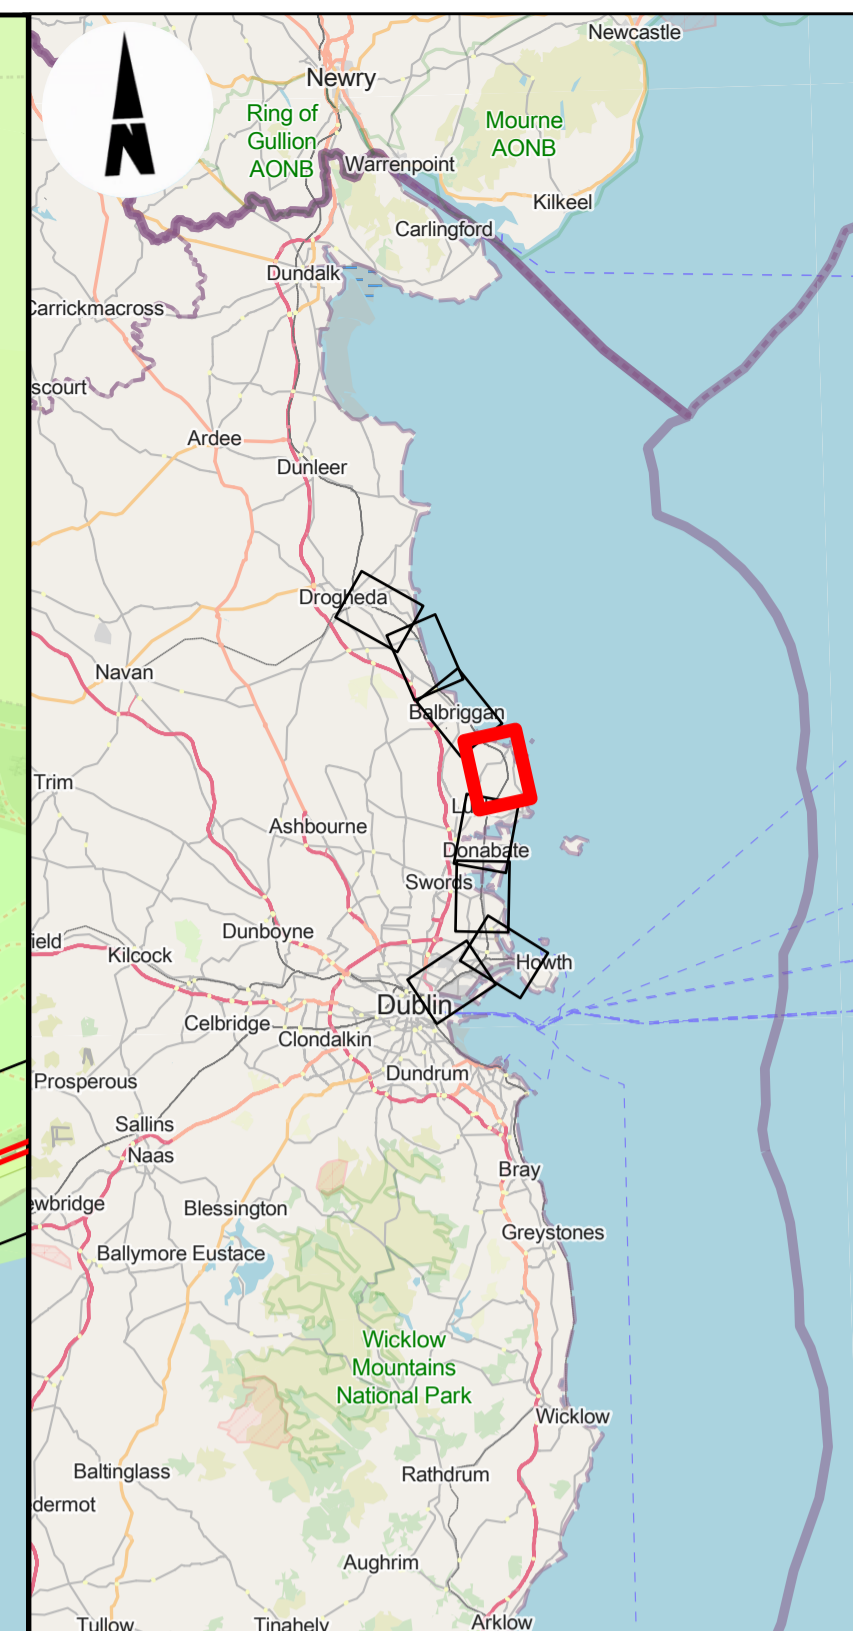 Newcastle
Newry
Ring of
Gullion
AONB
Mourne
AONB
Warrenpoint
Kilkeel
Carlingford
Dundalk
Carrickmacross
scourt
Ardee
Dunleer
Drogheda
Navan
Balbriggan
Trim
Ashbourne
Donabate
Swords
Dunboyne
ield
Kilcock
Howth
Dublin
Celbridge
Clondalkin
Dundrum
Prosperous
Sallins
Naas
Bray
ewbridge
Blessington
Greystones
Ballymore Eustace
Wicklow
Mountains
National Park
Wicklow
Baltinglass
Rathdrum
dermot
Aughrim
Tullow
Tinahely
Arklow
N